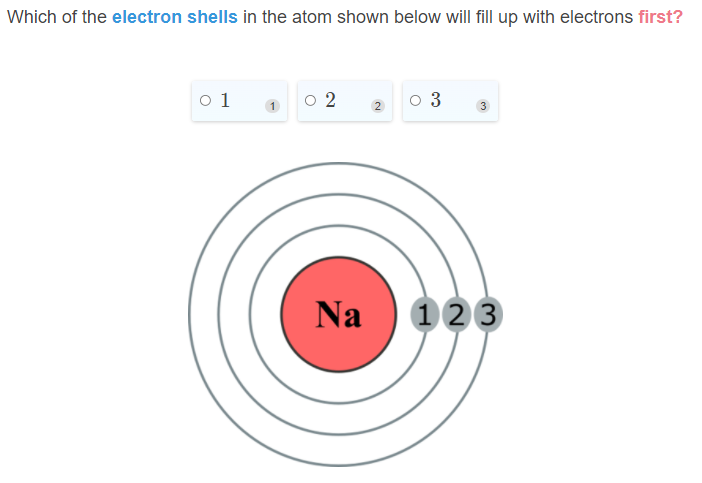 Which of the electron shells in the atom shown below will fill up with electrons first?
1 1 2 2 3 3
Na 1 2 3